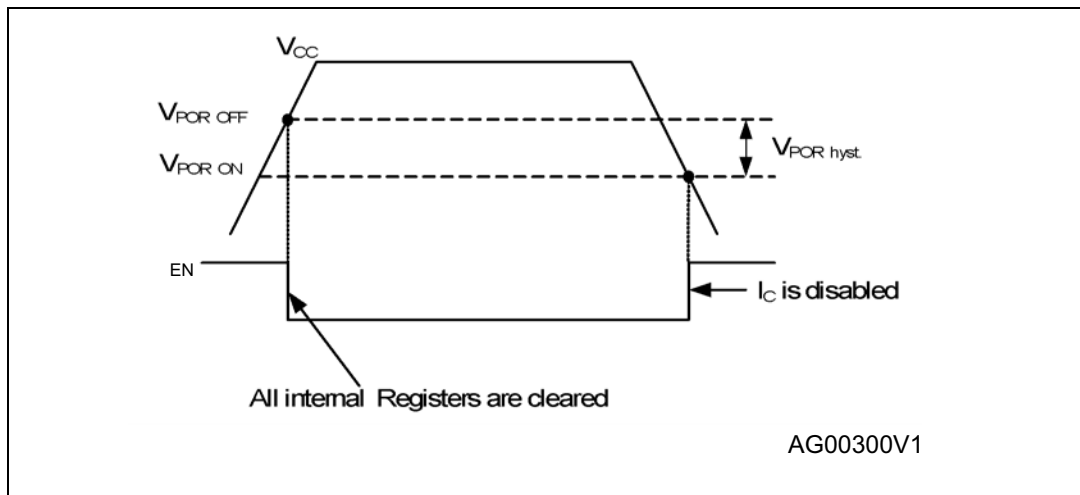 VCC
VPOR OFF
VPOR ON
VPOR hyst.
EN
IC is disabled
All internal Registers are cleared
AG00300V1